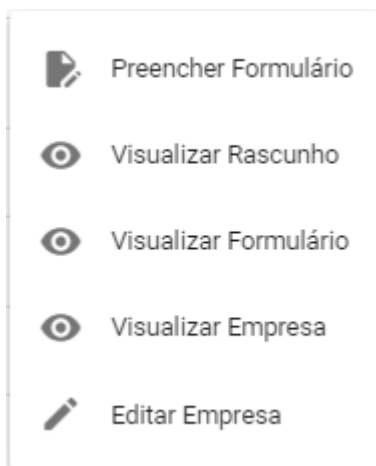 Preencher Formulário
Visualizar Rascunho
Visualizar Formulário
Visualizar Empresa
Editar Empresa